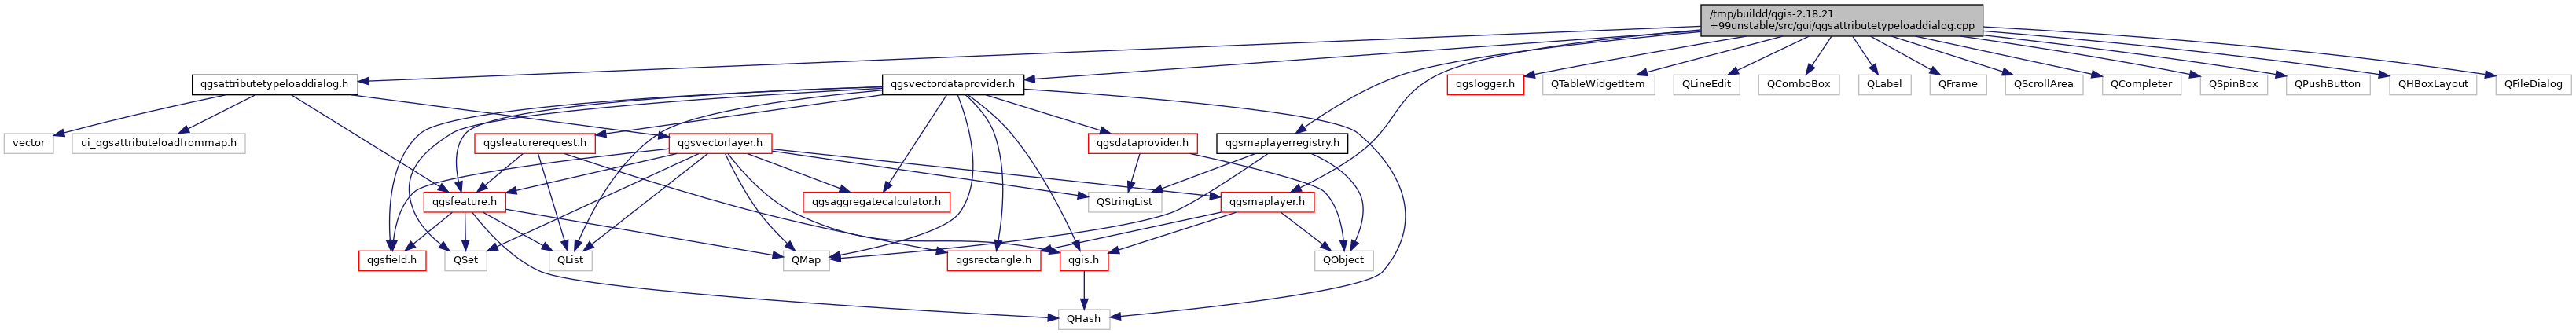 /tmp/buildd/qgis-2.18.21
+99unstable/src/gui/qgsattributetypeloaddialog.cpp
qgsattributetypeloaddialog.h
qgsvectordataprovider.h
qgslogger.h
QTableWidgetItem
QLineEdit
QComboBox
QLabel
QFrame
QScrollArea
QCompleter
QSpinBox
QPushButton
QHBoxLayout
QFileDialog
vector
ui_qgsattributeloadfrommap.h
qgsfeaturerequest.h
qgsvectorlayer.h
qgsdataprovider.h
qgsmaplayerregistry.h
qgsfeature.h
qgsaggregatecalculator.h
QStringList
qgsmaplayer.h
qgsfield.h
QSet
QList
QMap
qgsrectangle.h
qgis.h
QObject
QHash